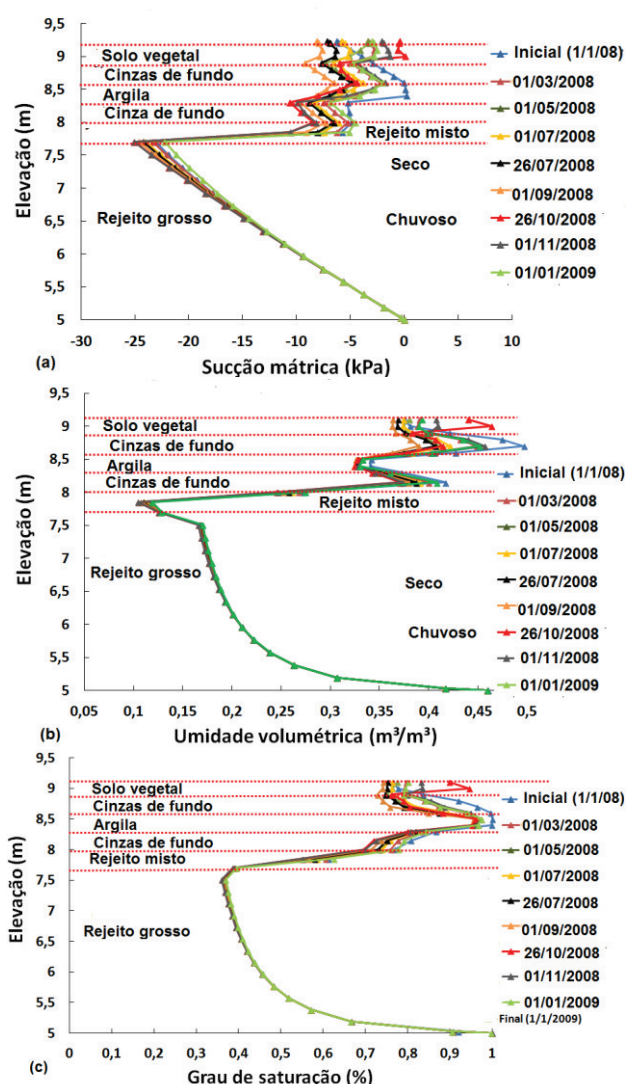 9,5
9
8,5
8
7,5
7
6,5
6
5,5
5
Elevação (m)
Solo vegetal
Cinzas de fundo
Argila
Cinza de fundo
Rejeito misto
Seco
Rejeito grosso
Chuvoso
Inicial (1/1/08)
01/03/2008
01/05/2008
01/07/2008
26/07/2008
01/09/2008
26/10/2008
01/11/2008
01/01/2009
-30 -25 -20 -15 -10 -5 0 5 10
(a)
Sucção mátrica (kPa)
9,5
9
8,5
8
7,5
7
6,5
6
5,5
5
Elevação (m)
Solo vegetal
Cinzas de fundo
Argila
Cinzas de fundo
Rejeito misto
Rejeito grosso
Seco
Chuvoso
Inicial (1/1/08)
01/03/2008
01/05/2008
01/07/2008
26/07/2008
01/09/2008
26/10/2008
01/11/2008
01/01/2009
0,05 0,1 0,15 0,2 0,25 0,3 0,35 0,4 0,45 0,5
(b)
Umidade volumétrica (m³/m³)
9,5
9
8,5
8
7,5
7
6,5
6
5,5
5
Elevação (m)
Solo vegetal
Cinzas de fundo
Argila
Cinzas de fundo
Rejeito misto
Rejeito grosso
Inicial (1/1/08)
01/03/2008
01/05/2008
01/07/2008
26/07/2008
01/09/2008
26/10/2008
01/11/2008
01/01/2009
Final (1/1/2009)
0 0,1 0,2 0,3 0,4 0,5 0,6 0,7 0,8 0,9 1
(c)
Grau de saturação (%)